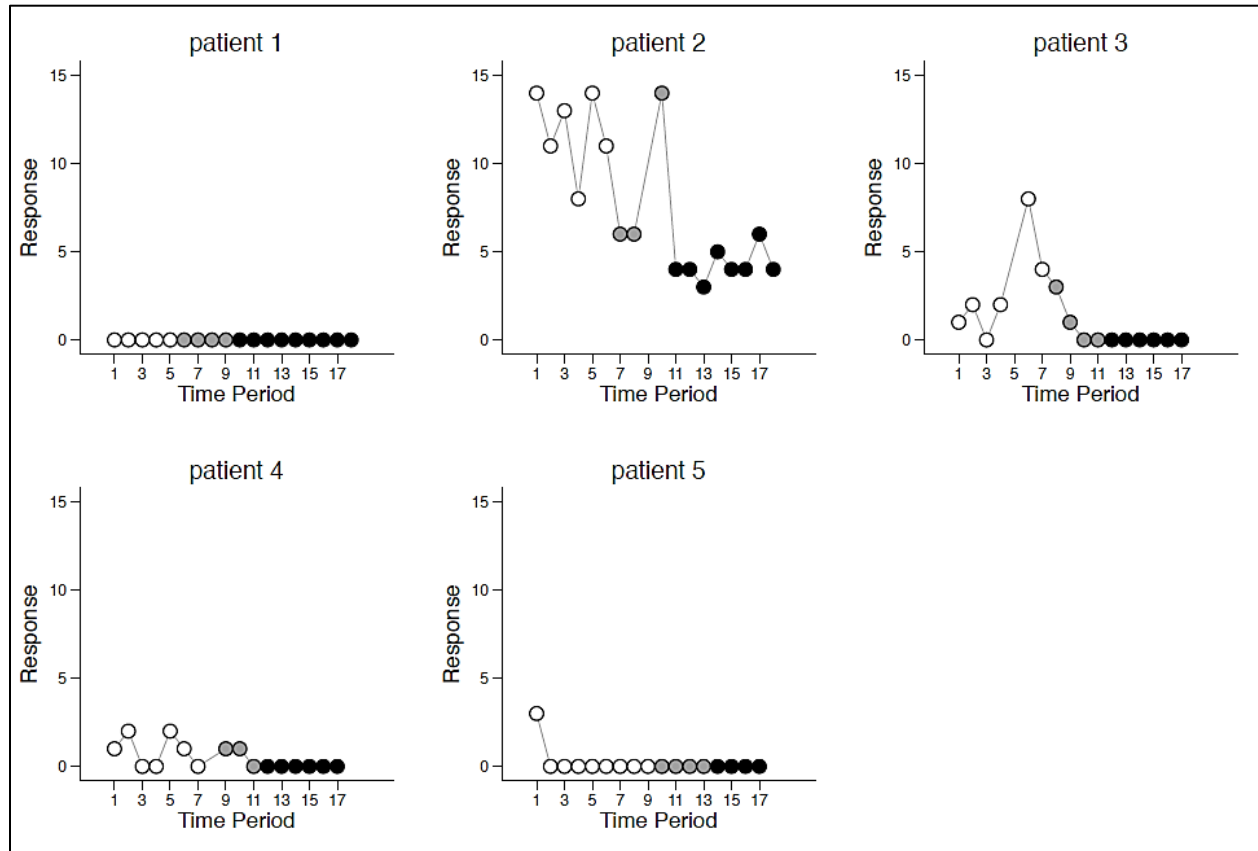 patient 1
15
10
5
0
Response
1 3 5 7 9 11 13 15 17
Time Period
patient 2
15
10
5
0
Response
1 3 5 7 9 11 13 15 17
Time Period
patient 3
15
10
5
0
Response
1 3 5 7 9 11 13 15 17
Time Period
patient 4
15
10
5
0
Response
1 3 5 7 9 11 13 15 17
Time Period
patient 5
15
10
5
0
Response
1 3 5 7 9 11 13 15 17
Time Period